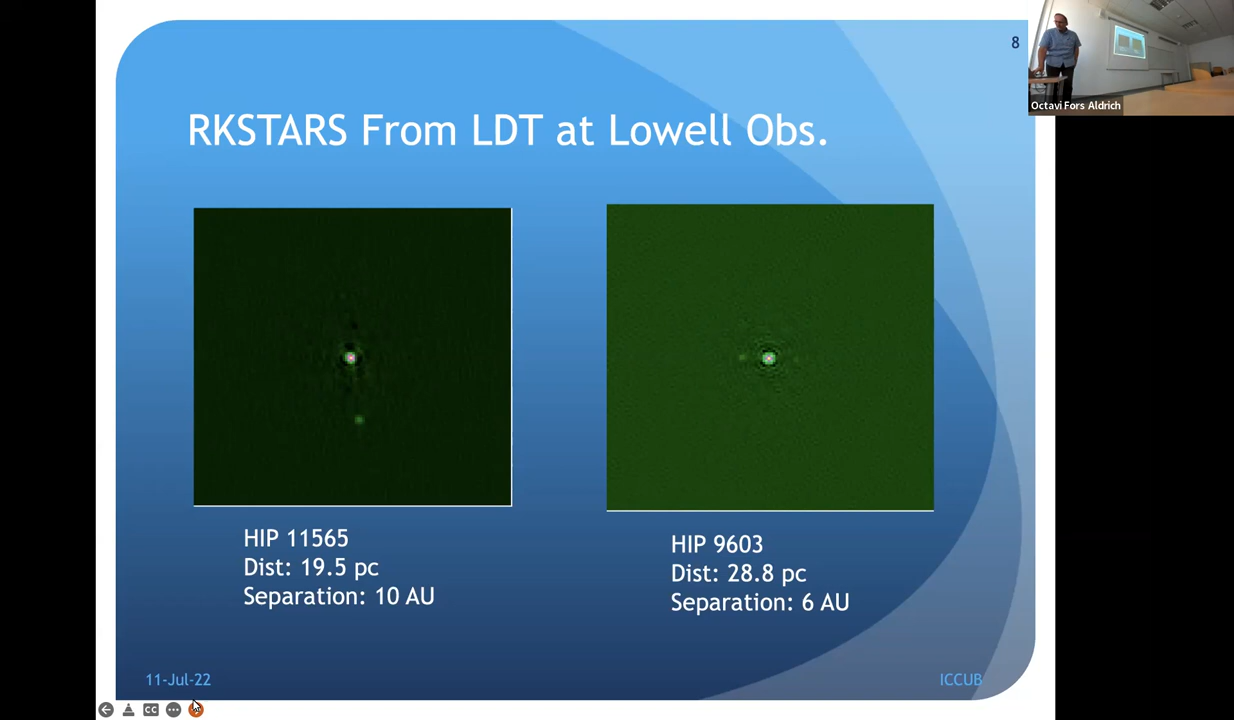 8
Octavi Fors Aldrich
RKSTARS From LDT at Lowell Obs.
HIP 11565
Dist: 19.5 pc
Separation: 10 AU
HIP 9603
Dist: 28.8 pc
Separation: 6 AU
11-Jul-22
ICCUB
CC